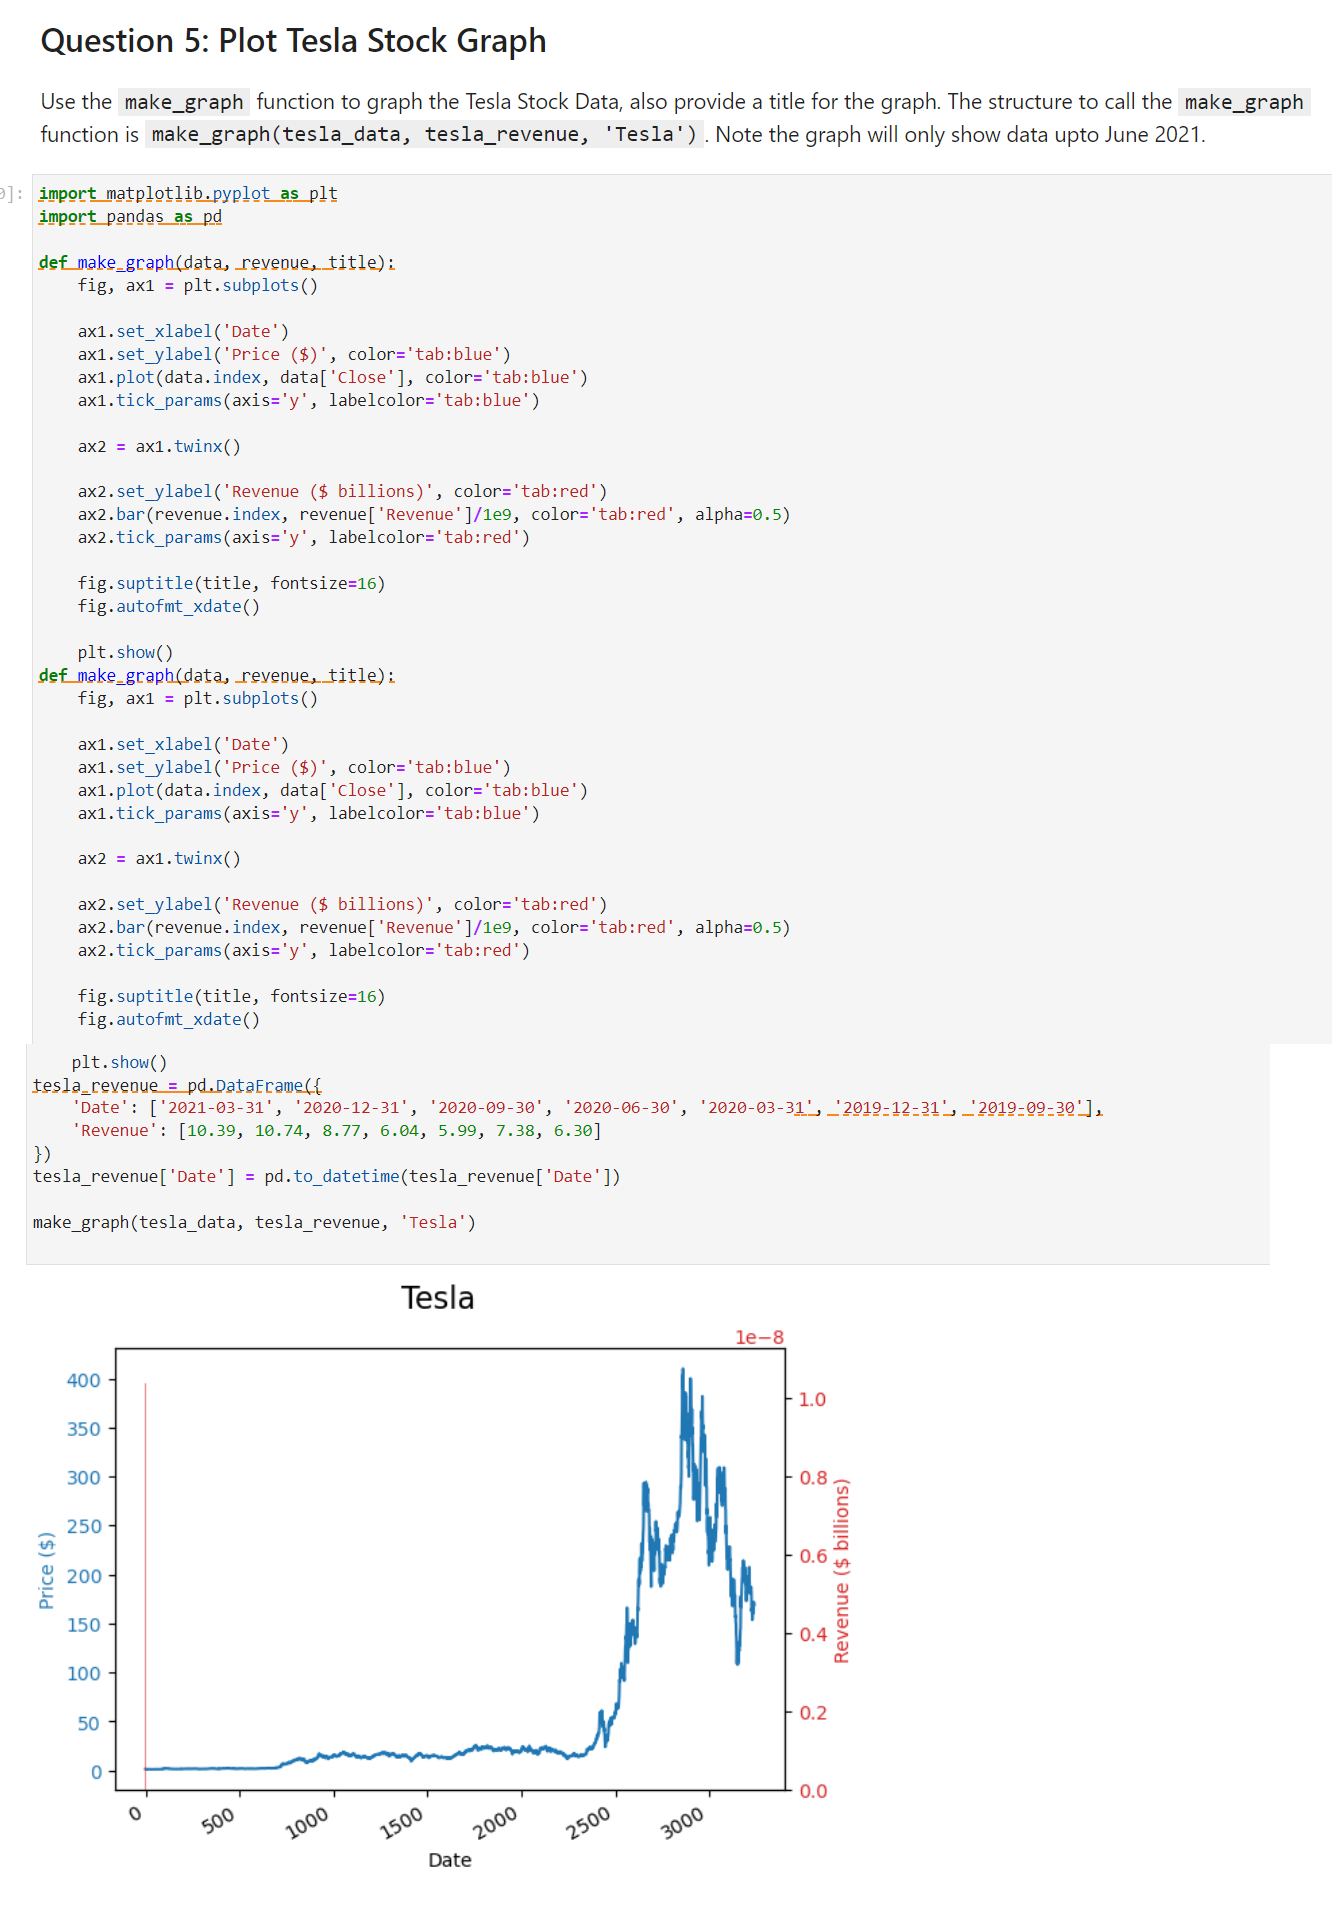 Question 5: Plot Tesla Stock Graph
Use the make_graph function to graph the Tesla Stock Data, also provide a title for the graph. The structure to call the make_graph
function is make_graph(tesla_data, tesla_revenue, 'Tesla') . Note the graph will only show data upto June 2021.
]:
import matplotlib.pyplot as plt
import pandas as pd
def make_graph(data, revenue, title):
    fig, ax1 = plt.subplots()
    ax1.set_xlabel('Date')
    ax1.set_ylabel('Price ($)', color='tab:blue')
    ax1.plot(data.index, data['Close'], color='tab:blue')
    ax1.tick_params(axis='y', labelcolor='tab:blue')
    ax2 = ax1.twinx()
    ax2.set_ylabel('Revenue ($ billions)', color='tab:red')
    ax2.bar(revenue.index, revenue['Revenue']/1e9, color='tab:red', alpha=0.5)
    ax2.tick_params(axis='y', labelcolor='tab:red')
    fig.suptitle(title, fontsize=16)
    fig.autofmt_xdate()
    plt.show()
def make_graph(data, revenue, title):
    fig, ax1 = plt.subplots()
    ax1.set_xlabel('Date')
    ax1.set_ylabel('Price ($)', color='tab:blue')
    ax1.plot(data.index, data['Close'], color='tab:blue')
    ax1.tick_params(axis='y', labelcolor='tab:blue')
    ax2 = ax1.twinx()
    ax2.set_ylabel('Revenue ($ billions)', color='tab:red')
    ax2.bar(revenue.index, revenue['Revenue']/1e9, color='tab:red', alpha=0.5)
    ax2.tick_params(axis='y', labelcolor='tab:red')
    fig.suptitle(title, fontsize=16)
    fig.autofmt_xdate()
    plt.show()
tesla_revenue = pd.DataFrame({
    'Date': ['2021-03-31', '2020-12-31', '2020-09-30', '2020-06-30', '2020-03-31', '2019-12-31', '2019-09-30'],
    'Revenue': [10.39, 10.74, 8.77, 6.04, 5.99, 7.38, 6.30]
})
tesla_revenue['Date'] = pd.to_datetime(tesla_revenue['Date'])
make_graph(tesla_data, tesla_revenue, 'Tesla')
Tesla
1e−8
400
350
300
250
200
150
100
50
0
Price ($)
1.0
0.8
0.6
0.4
0.2
0.0
Revenue ($ billions)
0
500
1000
1500
2000
2500
3000
Date